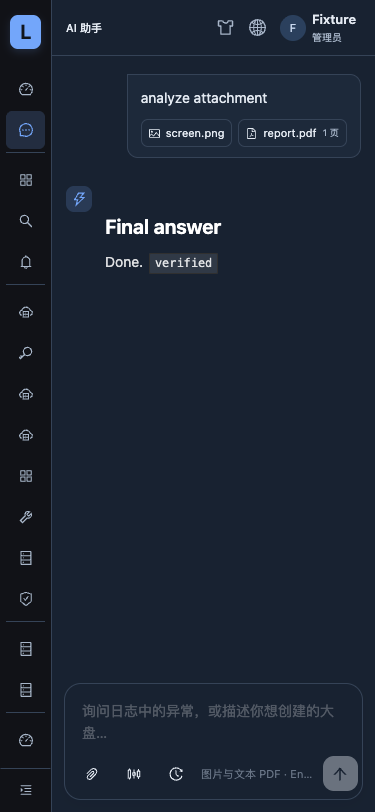 L
AI 助手
F
Fixture
管理员
analyze attachment
screen.png
report.pdf 1 页
Final answer
Done. verified
询问日志中的异常，或描述你想创建的大
盘...
图片与文本 PDF · En...